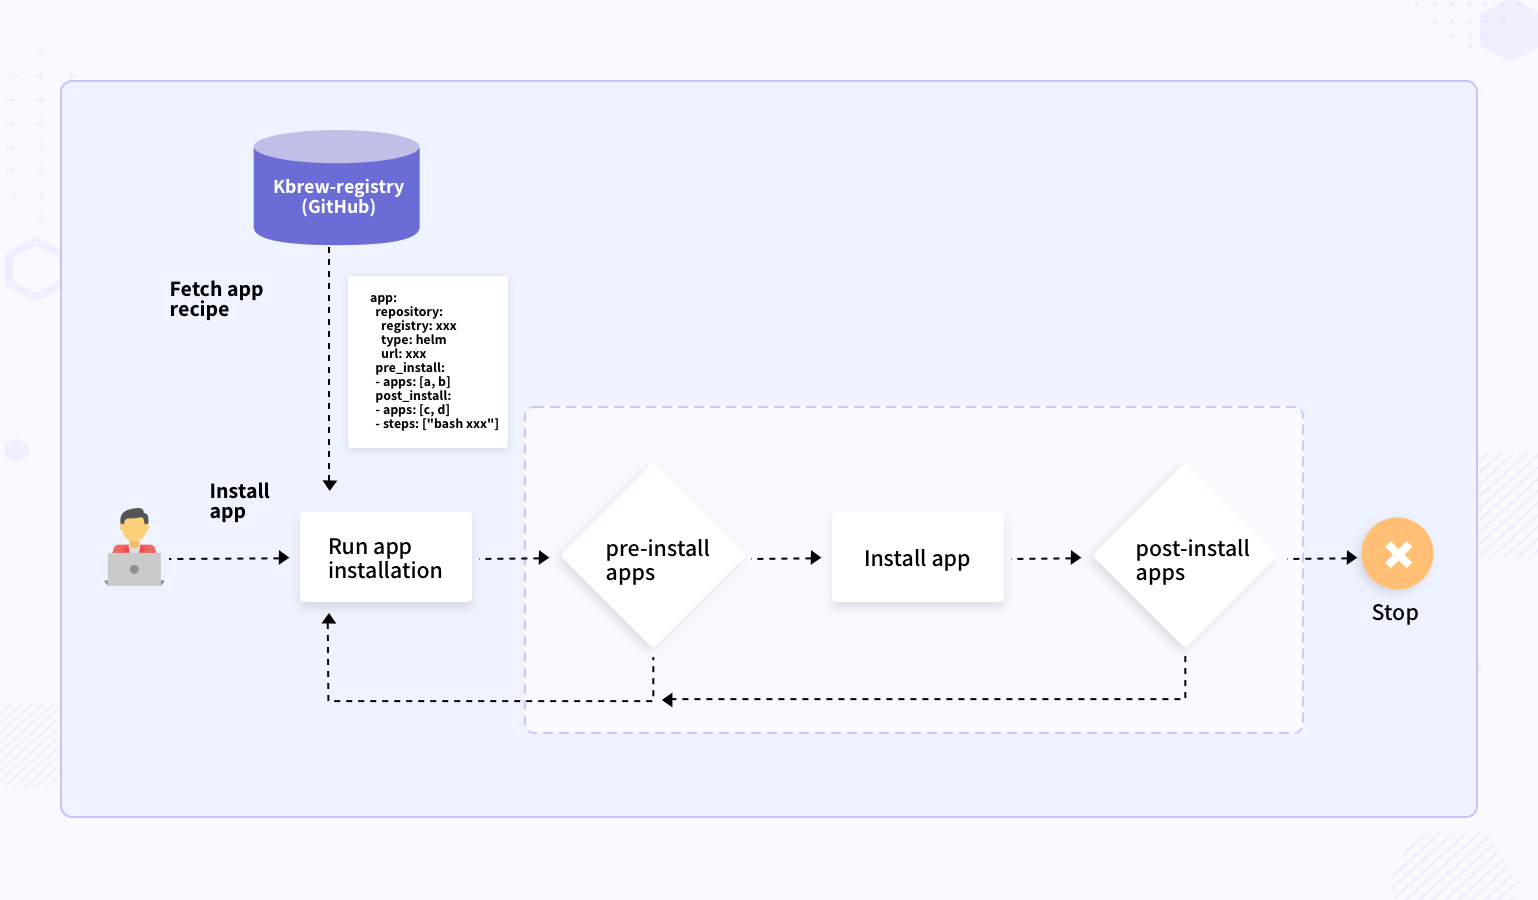 Kbrew-registry
(GitHub)
Fetch app
recipe
app:
repository:
registry: xxx
type: helm
url: xxx
pre_install:
- apps: [a, b]
post_install:
- apps: [c, d]
- steps: ["bash xxx"]
Install
app
Run app
installation
pre-install
apps
Install app
post-install
apps
Stop